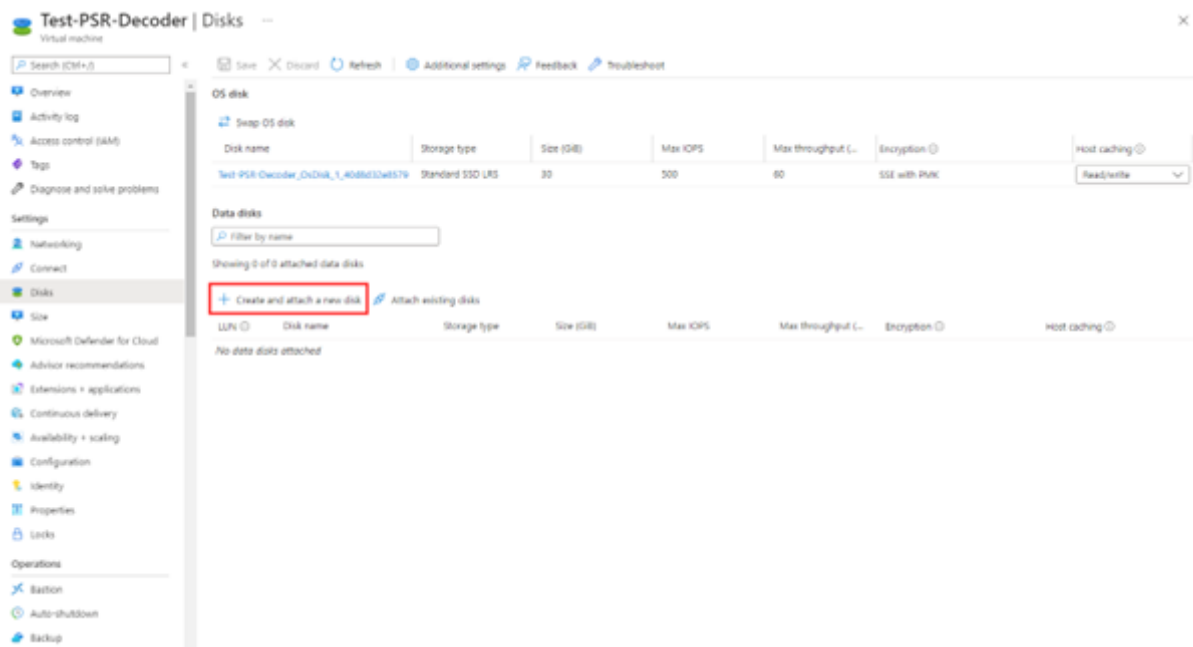 Test-PSR-Decoder | Disks ...
Virtual machine
Search (Ctrl+/)
Save Discard Refresh Additional settings Feedback Troubleshoot
Overview
Activity log
Access control (IAM)
Tags
Diagnose and solve problems
Settings
Networking
Connect
Disks
Size
Microsoft Defender for Cloud
Advisor recommendations
Extensions + applications
Continuous delivery
Availability + scaling
Configuration
Identity
Properties
Locks
Operations
Bastion
Auto-shutdown
Backup
OS disk
Swap OS disk
Disk name Storage type Size (GiB) Max IOPS Max throughput (... Encryption Host caching
Standard SSD LRS 30 500 60 SSE with PMK Read/write
Data disks
Filter by name
Showing 0 of 0 attached data disks
Create and attach a new disk Attach existing disks
LUN Disk name Storage type Size (GiB) Max IOPS Max throughput (... Encryption Host caching
No data disks attached